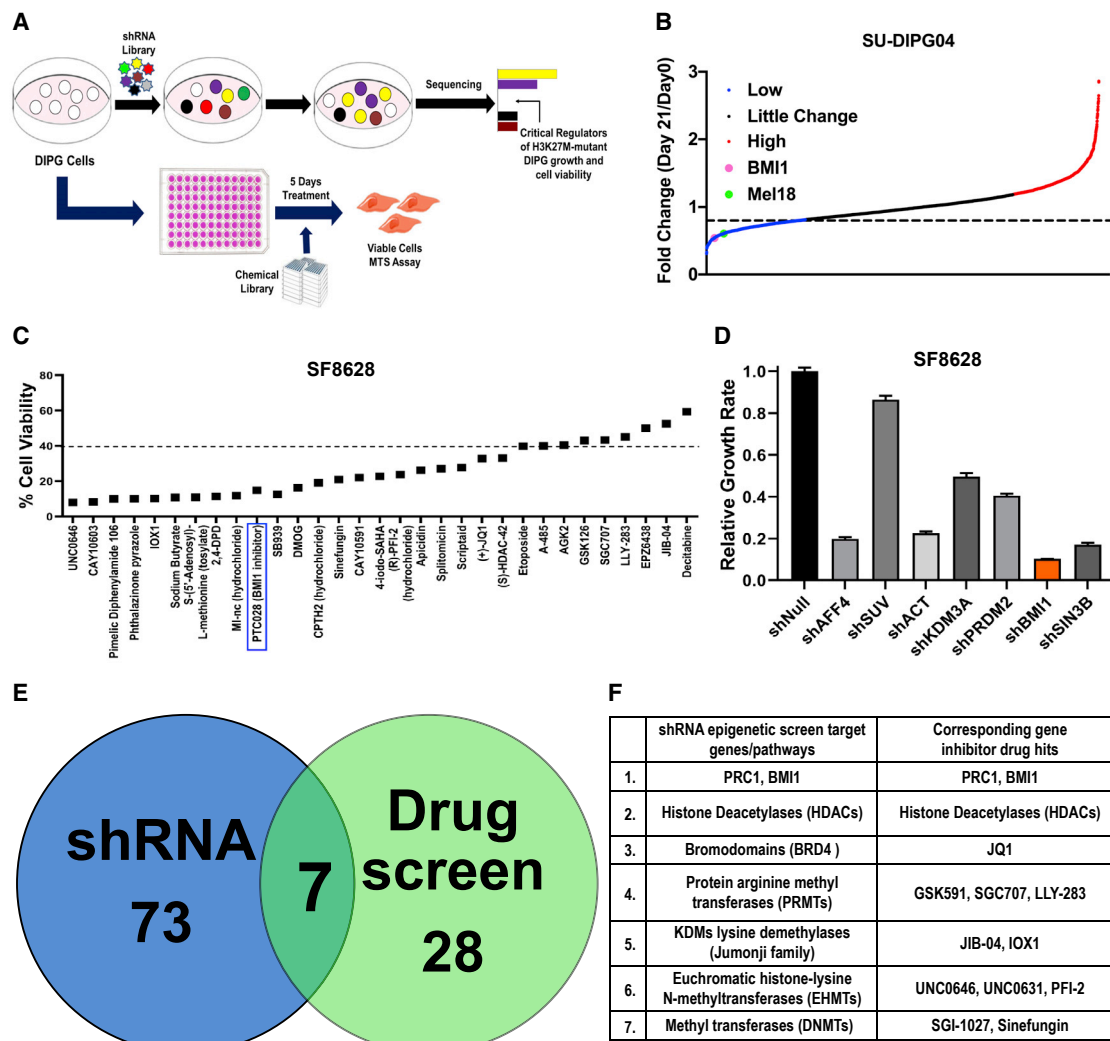 A
shRNA
Library
Sequencing
DIPG Cells
Critical Regulators
of H3K27M-mutant
DIPG growth and
cell viability
5 Days
Treatment
Chemical
Library
Viable Cells
MTS Assay
B
SU-DIPG04
Fold Change (Day 21/Day0)
3
2
1
0
Low
Little Change
High
BMI1
Mel18
C
SF8628
% Cell Viability
80
60
40
20
0
UNC0646
CAY10603
Pimelic Diphenylamide 106
Phthalazinone pyrazole
IOX1
Sodium Butyrate
S-(5'-Adenosyl)-
L-methionine (tosylate)
2,4-DPD
MI-nc (hydrochloride)
PTC028 (BMI1 inhibitor)
SB939
DMOG
CPTH2 (hydrochloride)
Sinefungin
CAY10591
4-iodo-SAHA
(R)-PFI-2
(hydrochloride)
Apicidin
Splitomicin
Scriptaid
(+)-JQ1
(S)-HDAC-42
Etoposide
A-485
AGK2
GSK126
SGC707
LLY-283
EPZ6438
JIB-04
Decitabine
D
SF8628
Relative Growth Rate
1.0
0.8
0.6
0.4
0.2
0.0
shNull
shAFF4
shSUV
shACT
shKDM3A
shPRDM2
shBMI1
shSIN3B
E
shRNA
73
7
Drug
screen
28
F
shRNA epigenetic screen target
genes/pathways
Corresponding gene
inhibitor drug hits
1. PRC1, BMI1 PRC1, BMI1
2. Histone Deacetylases (HDACs) Histone Deacetylases (HDACs)
3. Bromodomains (BRD4 ) JQ1
4. Protein arginine methyl
transferases (PRMTs) GSK591, SGC707, LLY-283
5. KDMs lysine demethylases
(Jumonji family) JIB-04, IOX1
6. Euchromatic histone-lysine
N-methyltransferases (EHMTs) UNC0646, UNC0631, PFI-2
7. Methyl transferases (DNMTs) SGI-1027, Sinefungin